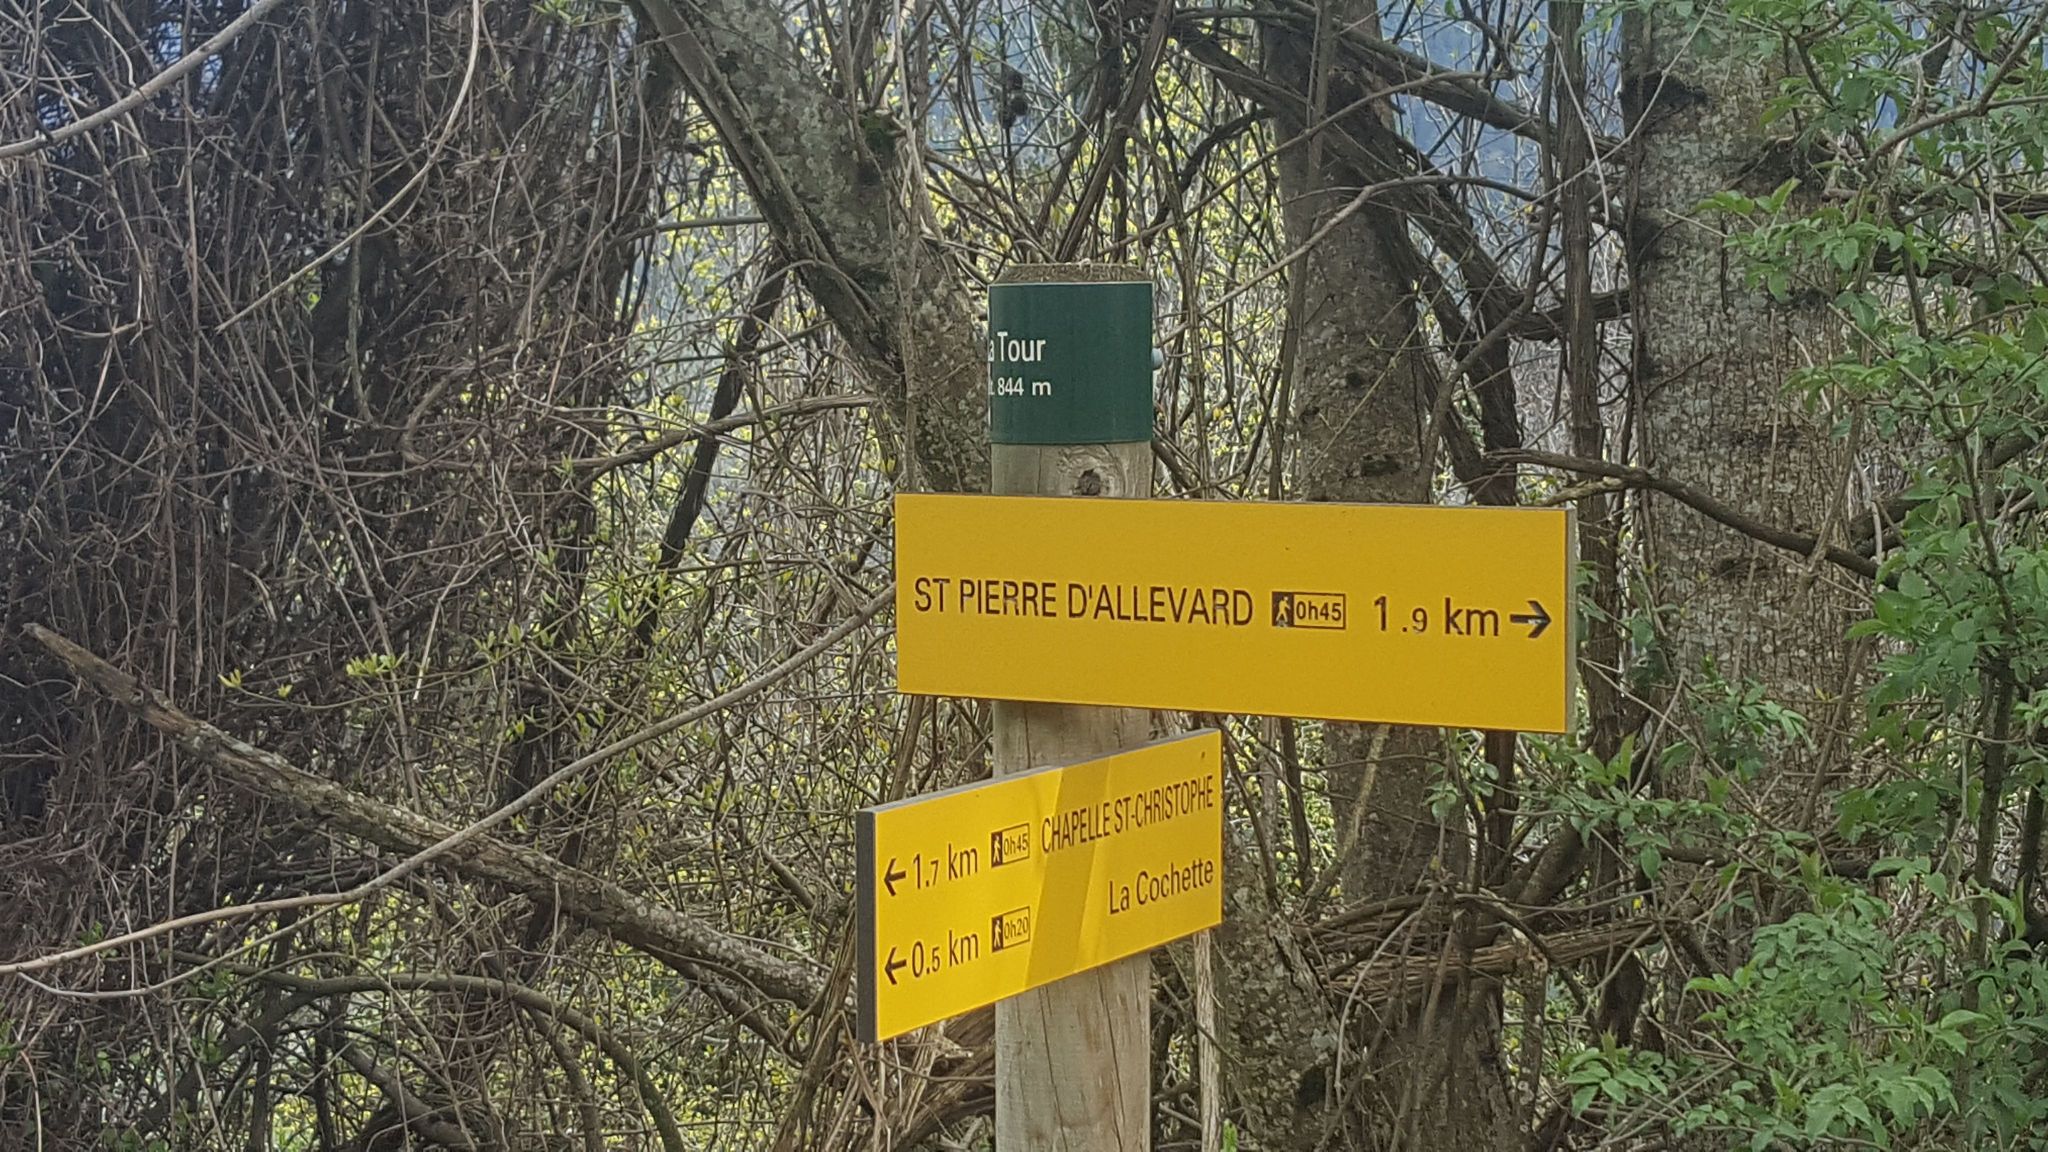 Tour
844 m
ST PIERRE D'ALLEVARD 0h45 1.9 km →
← 1.7 km 0h45 CHAPELLE ST-CHRISTOPHE
← 0.5 km 0h20 La Cochette